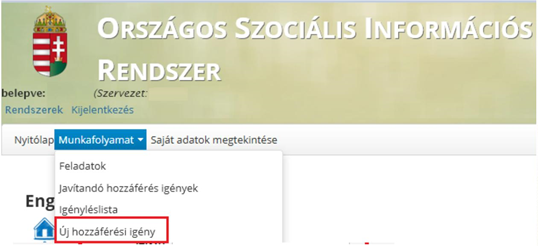 Országos Szociális Információs
Rendszer
belepve: (Szervezet:
Rendszerek Kijelentkezés
Nyitólap Munkafolyamat Saját adatok megtekintése
Feladatok
Javítandó hozzáférés igények
Igényléslista
Eng
Új hozzáférési igény